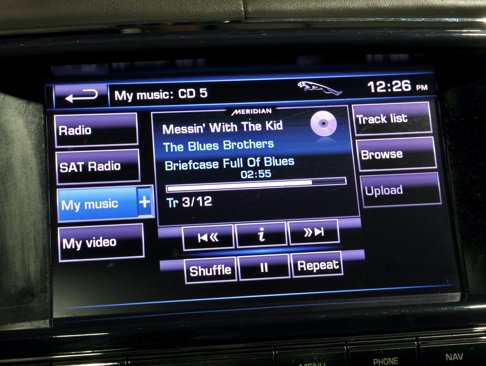 My music: CD 5
12:26 PM
MERIDIAN
Radio
SAT Radio
My music +
My video
Messin' With The Kid
The Blues Brothers
Briefcase Full Of Blues
02:55
Tr 3/12
i
Shuffle
Repeat
Track list
Browse
Upload
MENU
PHONE
NAV